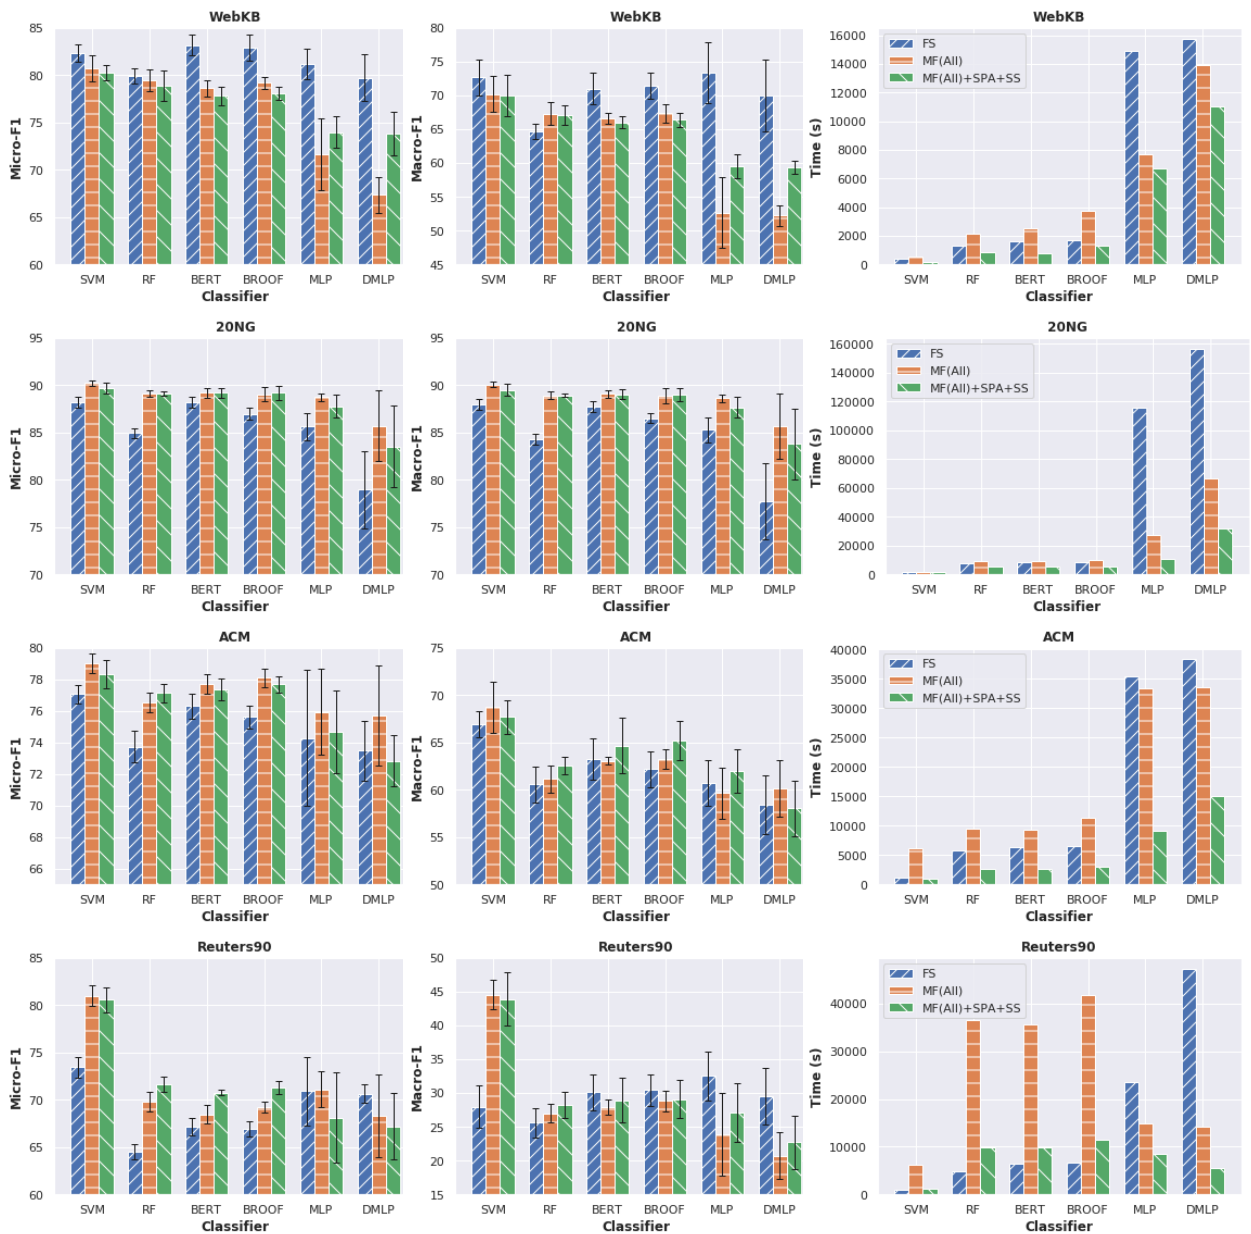 WebKB
Micro-F1
85
80
75
70
65
60
SVM RF BERT BROOF MLP DMLP
Classifier
WebKB
Macro-F1
80
75
70
65
60
55
50
45
SVM RF BERT BROOF MLP DMLP
Classifier
WebKB
Time (s)
16000
14000
12000
10000
8000
6000
4000
2000
0
FS
MF(All)
MF(All)+SPA+SS
SVM RF BERT BROOF MLP DMLP
Classifier
20NG
Micro-F1
95
90
85
80
75
70
SVM RF BERT BROOF MLP DMLP
Classifier
20NG
Macro-F1
95
90
85
80
75
70
SVM RF BERT BROOF MLP DMLP
Classifier
20NG
Time (s)
160000
140000
120000
100000
80000
60000
40000
20000
0
FS
MF(All)
MF(All)+SPA+SS
SVM RF BERT BROOF MLP DMLP
Classifier
ACM
Micro-F1
80
78
76
74
72
70
68
66
SVM RF BERT BROOF MLP DMLP
Classifier
ACM
Macro-F1
75
70
65
60
55
50
SVM RF BERT BROOF MLP DMLP
Classifier
ACM
Time (s)
40000
35000
30000
25000
20000
15000
10000
5000
0
FS
MF(All)
MF(All)+SPA+SS
SVM RF BERT BROOF MLP DMLP
Classifier
Reuters90
Micro-F1
85
80
75
70
65
60
SVM RF BERT BROOF MLP DMLP
Classifier
Reuters90
Macro-F1
50
45
40
35
30
25
20
15
SVM RF BERT BROOF MLP DMLP
Classifier
Reuters90
Time (s)
40000
30000
20000
10000
0
FS
MF(All)
MF(All)+SPA+SS
SVM RF BERT BROOF MLP DMLP
Classifier